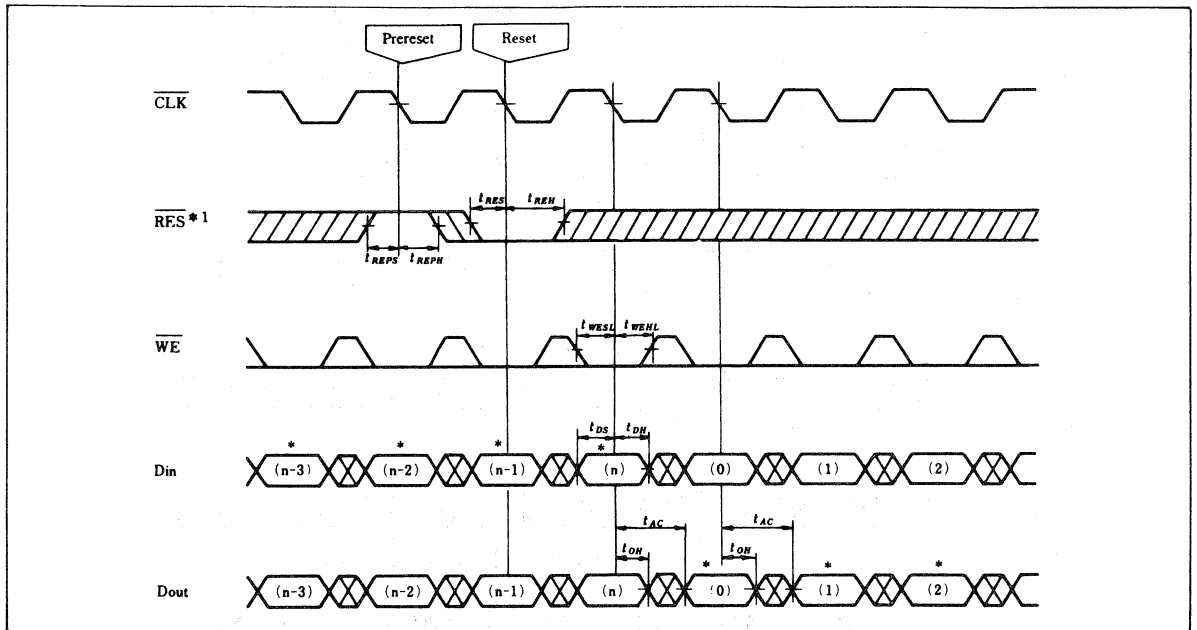 Prereset Reset
CLK
tRES tREH
RES*1
tREPS tREPH
tWESL tWEHL
WE
tDS tDH
* * * *
Din (n-3) (n-2) (n-1) (n) (0) (1) (2)
tAC tAC
tOH tOH
* * *
Dout (n-3) (n-2) (n-1) (n) (0) (1) (2)